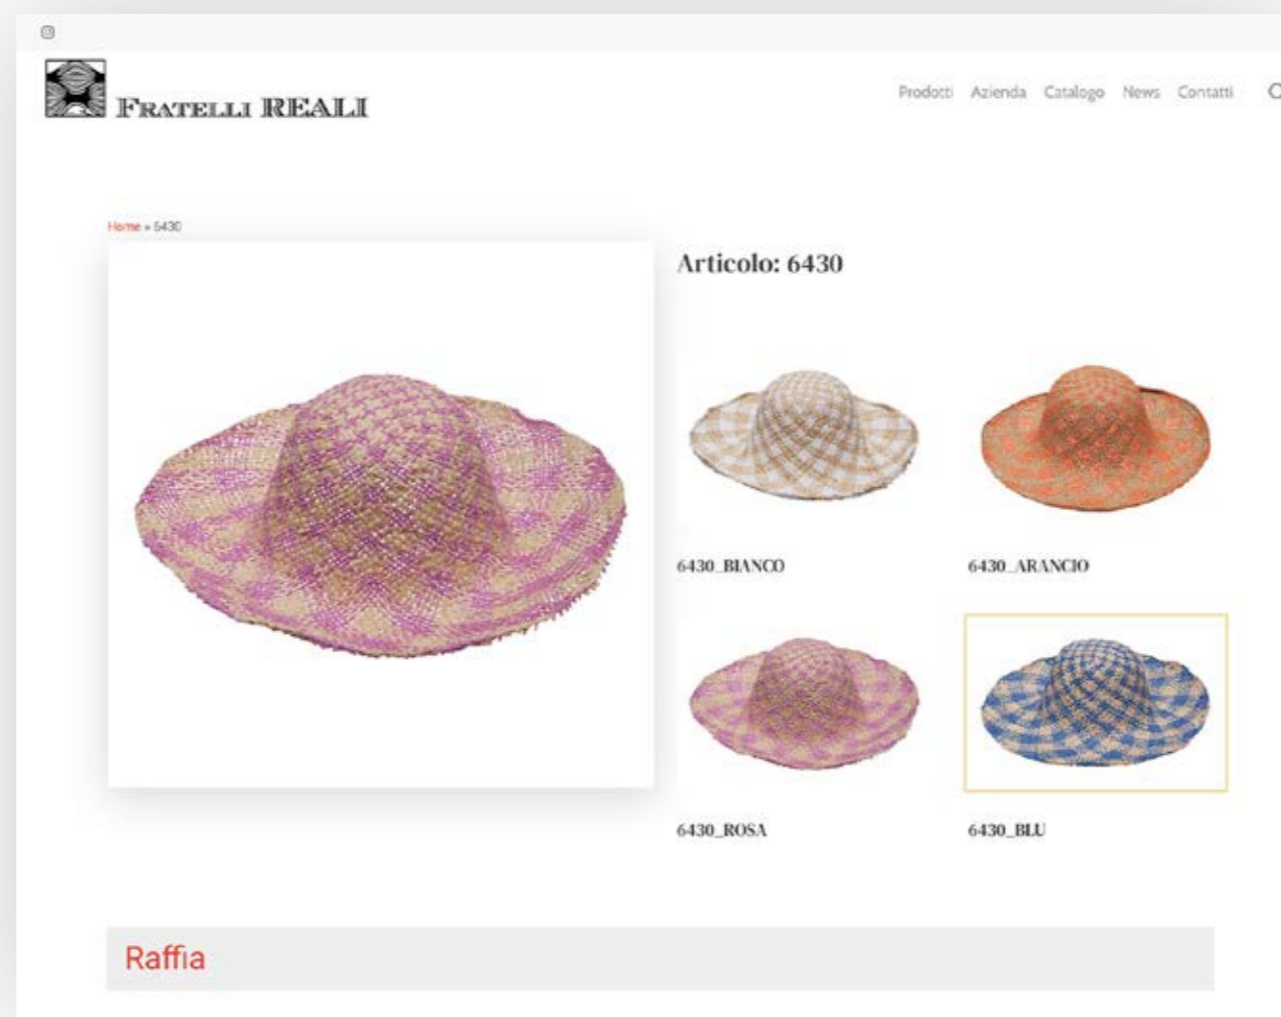 FRATELLI REALI
Prodotti Azienda Catalogo News Contatti
Home » 6430
Articolo: 6430
6430_BIANCO
6430_ARANCIO
6430_ROSA
6430_BLU
Raffia